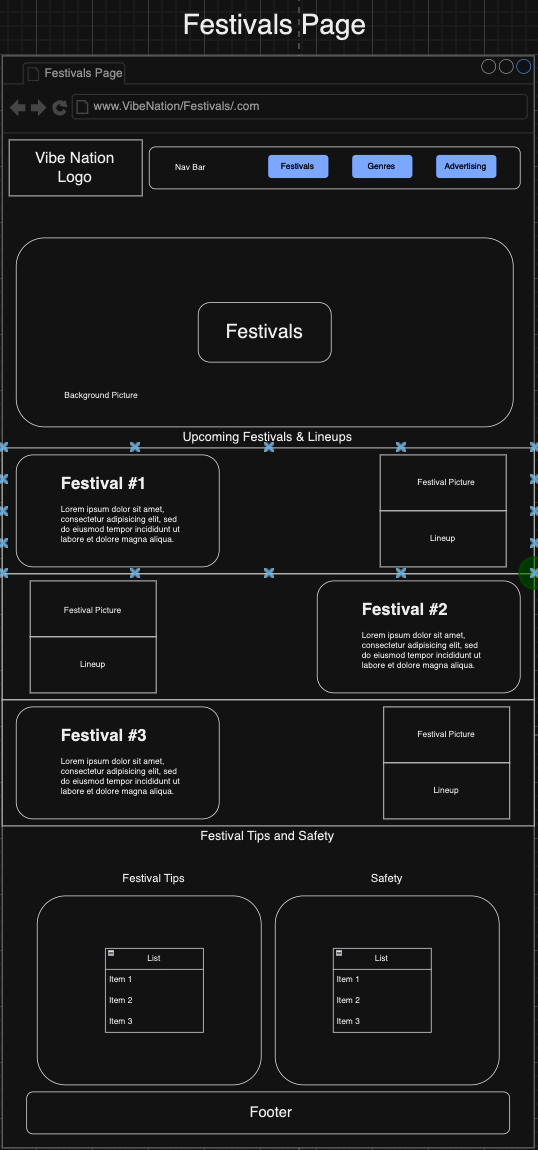 Festivals Page
Festivals Page
www.VibeNation/Festivals/.com
Vibe Nation
Logo
Nav Bar
Festivals
Genres
Advertising
Festivals
Background Picture
Upcoming Festivals & Lineups
Festival #1
Lorem ipsum dolor sit amet,
consectetur adipisicing elit, sed
do eiusmod tempor incididunt ut
labore et dolore magna aliqua.
Festival Picture
Lineup
Festival Picture
Lineup
Festival #2
Lorem ipsum dolor sit amet,
consectetur adipisicing elit, sed
do eiusmod tempor incididunt ut
labore et dolore magna aliqua.
Festival #3
Lorem ipsum dolor sit amet,
consectetur adipisicing elit, sed
do eiusmod tempor incididunt ut
labore et dolore magna aliqua.
Festival Picture
Lineup
Festival Tips and Safety
Festival Tips
List
Item 1
Item 2
Item 3
Safety
List
Item 1
Item 2
Item 3
Footer